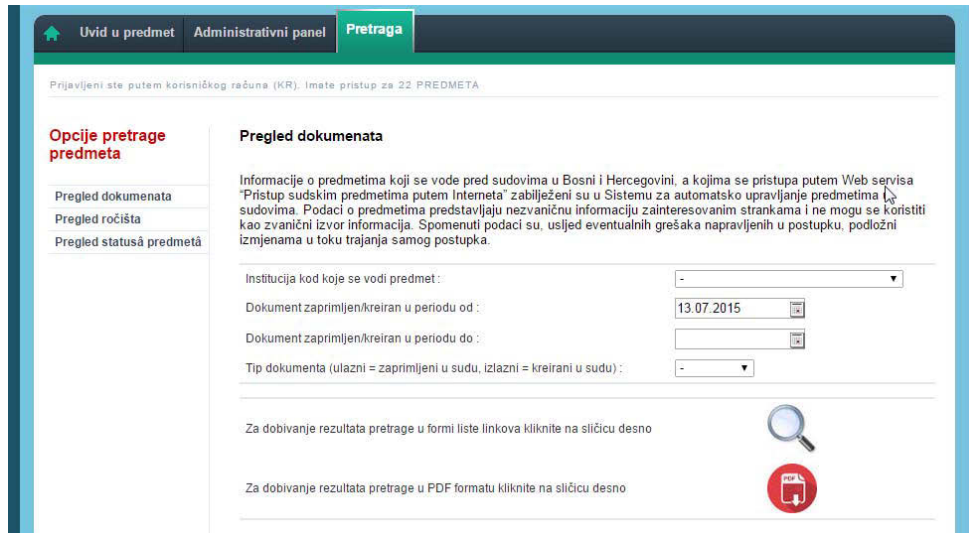 Uvid u predmet Administrativni panel Pretraga
Prijavljeni ste putem korisničkog računa (KR). Imate pristup za 22 PREDMETA
Opcije pretrage
predmeta
Pregled dokumenata
Pregled ročišta
Pregled statusâ predmetâ
Pregled dokumenata
Informacije o predmetima koji se vode pred sudovima u Bosni i Hercegovini, a kojima se pristupa putem Web servisa
“Pristup sudskim predmetima putem Interneta” zabilježeni su u Sistemu za automatsko upravljanje predmetima
sudovima. Podaci o predmetima predstavljaju nezvaničnu informaciju zainteresovanim strankama i ne mogu se koristiti
kao zvanični izvor informacija. Spomenuti podaci su, usljed eventualnih grešaka napravljenih u postupku, podložni
izmjenama u toku trajanja samog postupka.
Institucija kod koje se vodi predmet : -
Dokument zaprimljen/kreiran u periodu od : 13.07.2015
Dokument zaprimljen/kreiran u periodu do :
Tip dokumenta (ulazni = zaprimljeni u sudu, izlazni = kreirani u sudu) : -
Za dobivanje rezultata pretrage u formi liste linkova kliknite na sličicu desno
Za dobivanje rezultata pretrage u PDF formatu kliknite na sličicu desno
PDF